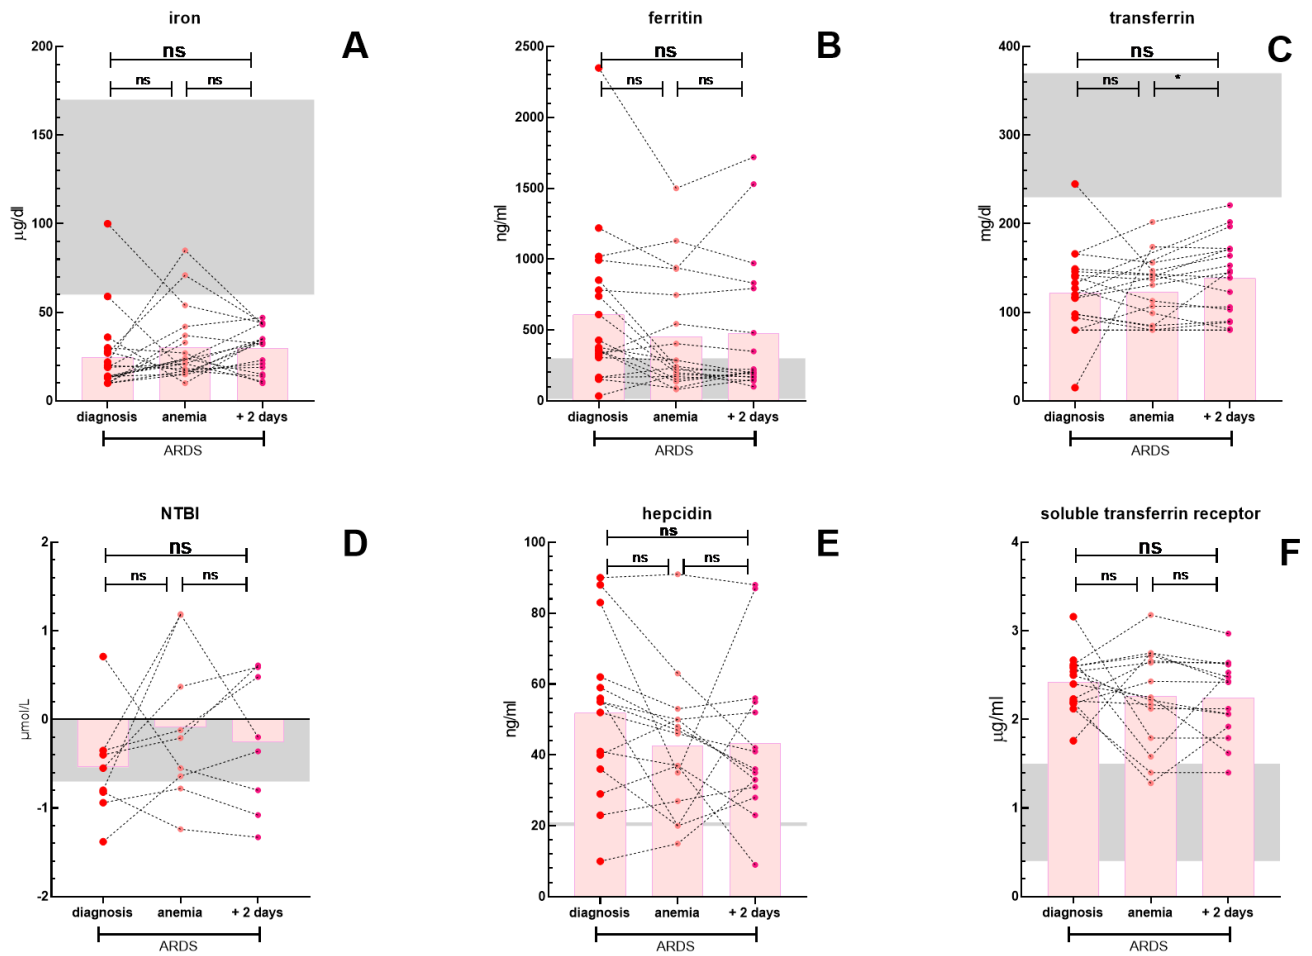 iron
A
200
150
100
50
0
µg/dl
ns
ns
ns
diagnosis
anemia
+ 2 days
ARDS
ferritin
B
2500
2000
1500
1000
500
0
ng/ml
ns
ns
ns
diagnosis
anemia
+ 2 days
ARDS
transferrin
C
400
300
200
100
0
mg/dl
ns
ns
*
diagnosis
anemia
+ 2 days
ARDS
NTBI
D
2
1
0
-1
-2
µmol/L
ns
ns
ns
diagnosis
anemia
+ 2 days
ARDS
hepcidin
E
100
80
60
40
20
0
ng/ml
ns
ns
ns
diagnosis
anemia
+ 2 days
ARDS
soluble transferrin receptor
F
4
3
2
1
0
µg/ml
ns
ns
ns
diagnosis
anemia
+ 2 days
ARDS